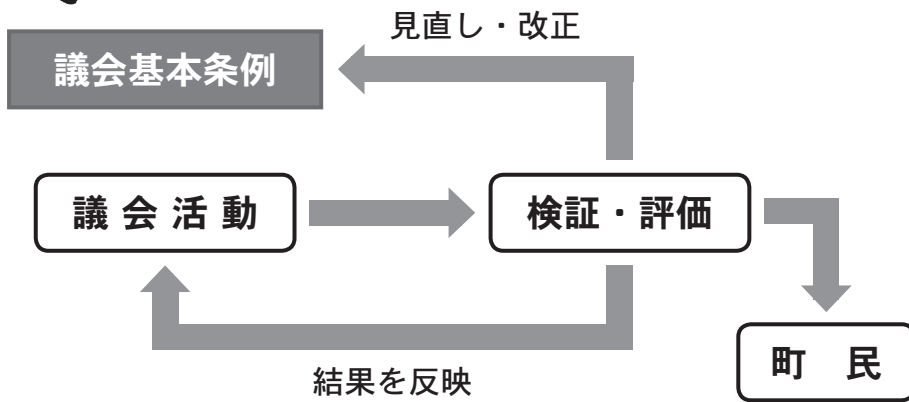 見直し・改正
議会基本条例
議会活動
検証・評価
町民
結果を反映